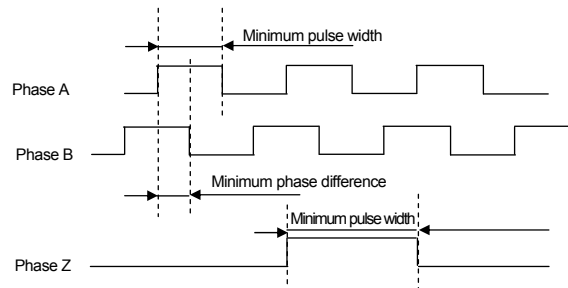 Minimum pulse width
Phase A
Phase B
Minimum phase difference
Minimum pulse width
Phase Z